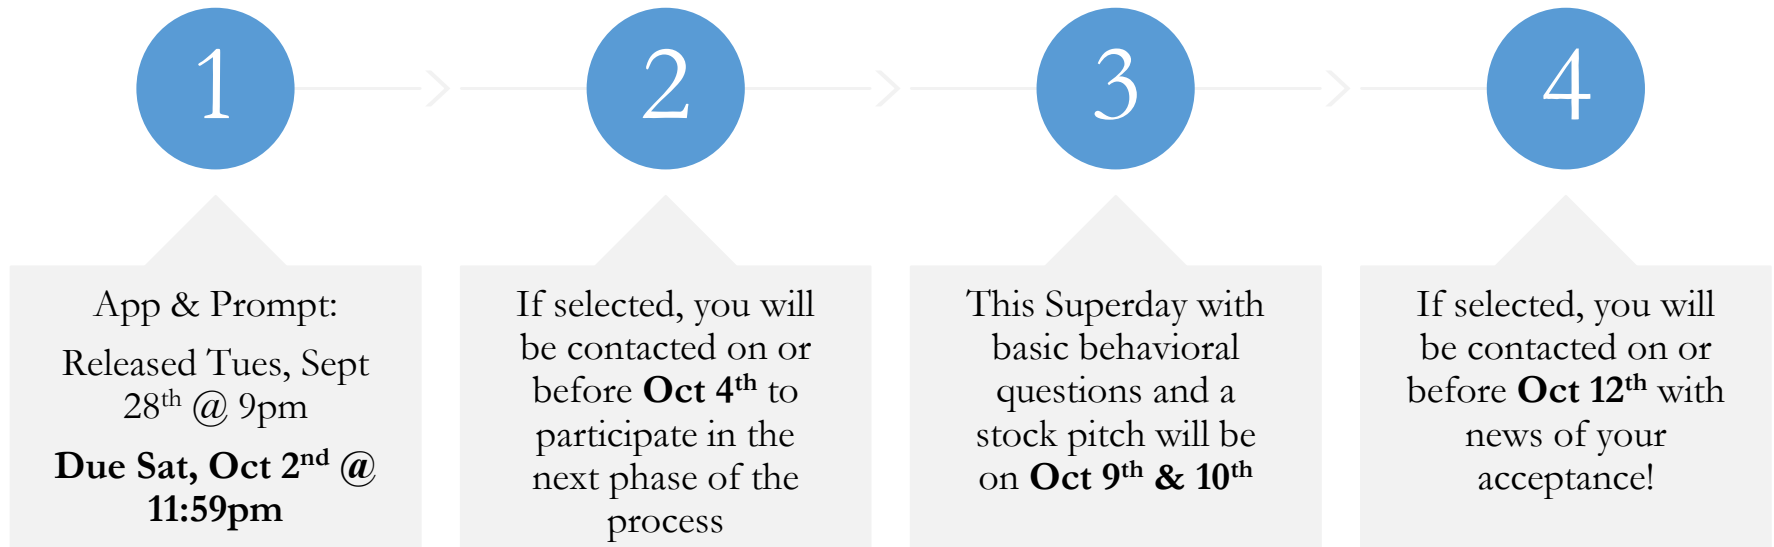 1
App & Prompt:
Released Tues, Sept
28th @ 9pm
Due Sat, Oct 2nd @
11:59pm
2
If selected, you will
be contacted on or
before Oct 4th to
participate in the
next phase of the
process
3
This Superday with
basic behavioral
questions and a
stock pitch will be
on Oct 9th & 10th
4
If selected, you will
be contacted on or
before Oct 12th with
news of your
acceptance!